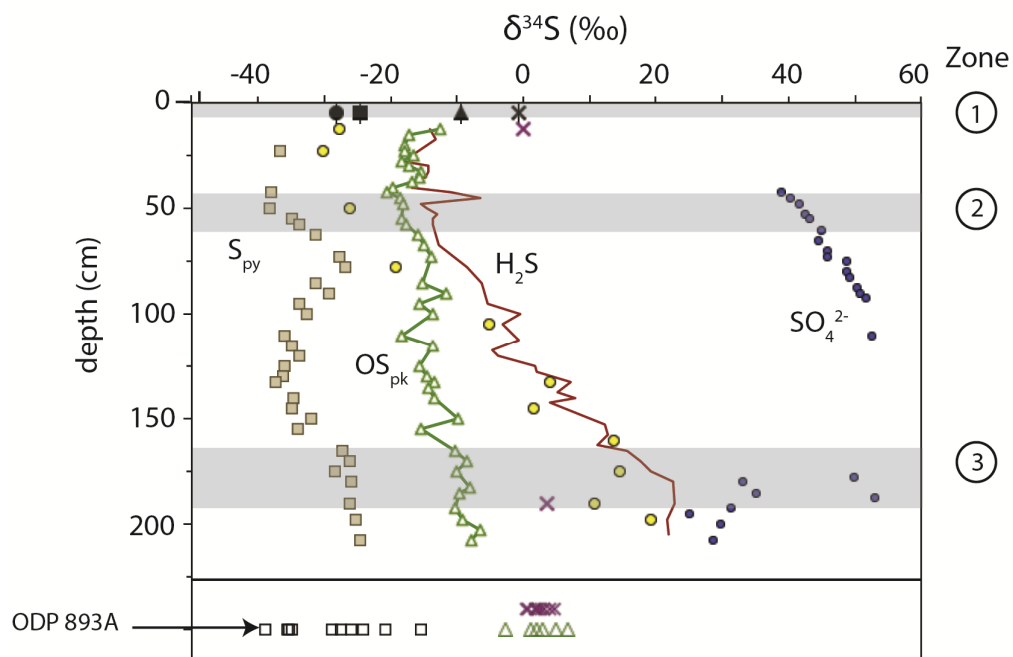 δ³⁴S (‰)
-40 -20 0 20 40 60 Zone
0
1
50
2
S_py
H₂S
100
SO₄²⁻
depth (cm)
OS_pk
150
3
200
ODP 893A